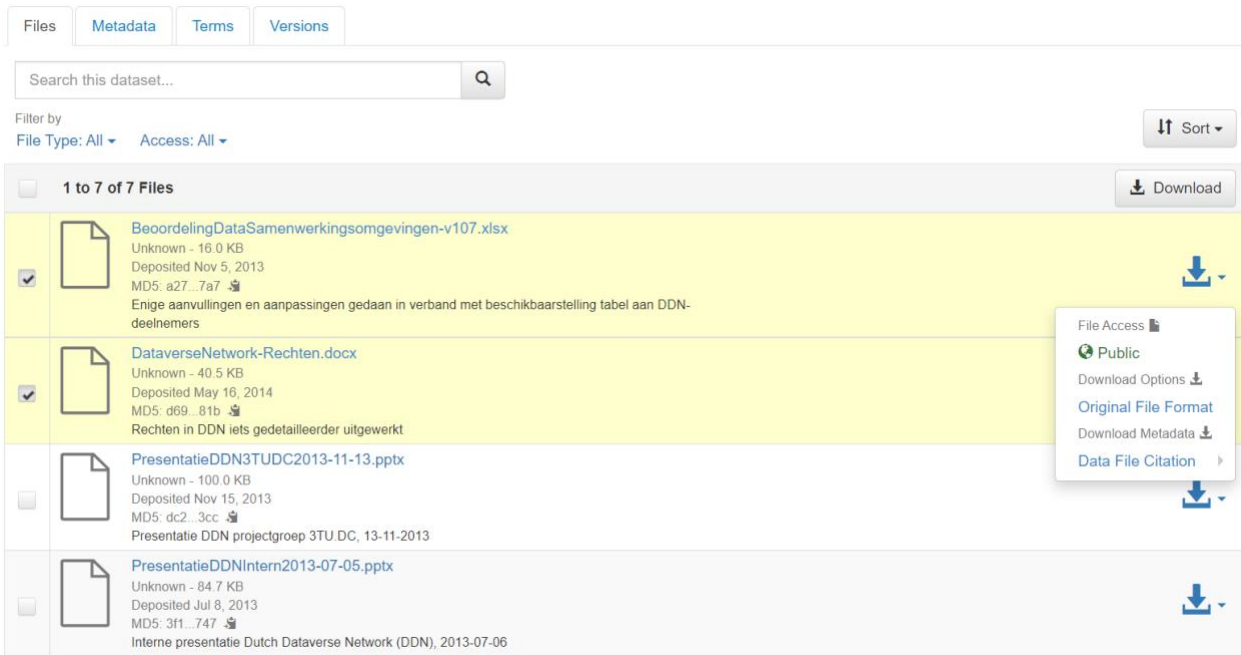 Files Metadata Terms Versions
Search this dataset...
Filter by
File Type: All Access: All
Sort
1 to 7 of 7 Files
Download
BeoordelingDataSamenwerkingsomgevingen-v107.xlsx
Unknown - 16.0 KB
Deposited Nov 5, 2013
MD5: a27...7a7
Enige aanvullingen en aanpassingen gedaan in verband met beschikbaarstelling tabel aan DDN-
deelnemers
File Access
Public
Download Options
Original File Format
Download Metadata
Data File Citation
DataverseNetwork-Rechten.docx
Unknown - 40.5 KB
Deposited May 16, 2014
MD5: d69...81b
Rechten in DDN iets gedetailleerder uitgewerkt
PresentatieDDN3TUDC2013-11-13.pptx
Unknown - 100.0 KB
Deposited Nov 15, 2013
MD5: dc2...3cc
Presentatie DDN projectgroep 3TU.DC, 13-11-2013
PresentatieDDNIntern2013-07-05.pptx
Unknown - 84.7 KB
Deposited Jul 8, 2013
MD5: 3f1...747
Interne presentatie Dutch Dataverse Network (DDN), 2013-07-06